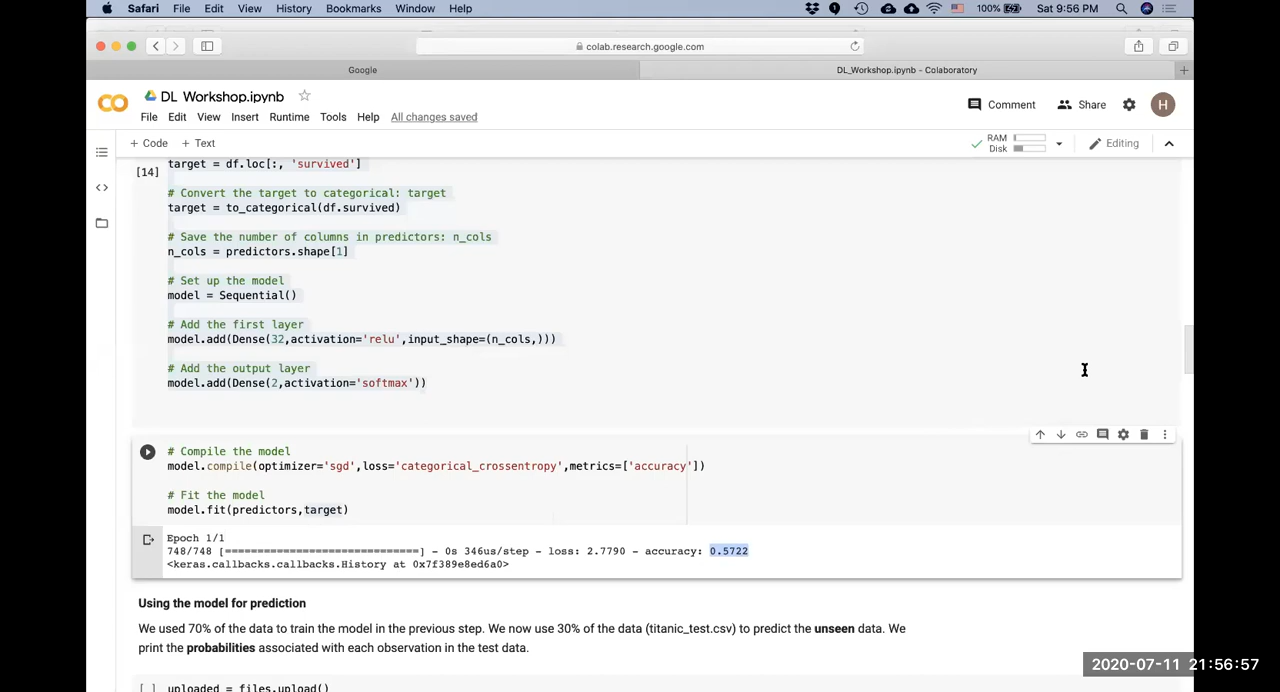 Safari File Edit View History Bookmarks Window Help 100% Sat 9:56 PM
colab.research.google.com
Google DL_Workshop.ipynb - Colaboratory
DL Workshop.ipynb
File Edit View Insert Runtime Tools Help All changes saved
Comment Share H
+ Code + Text
RAM
Disk
Editing
target = df.loc[:, 'survived']
[14]
# Convert the target to categorical: target
target = to_categorical(df.survived)
# Save the number of columns in predictors: n_cols
n_cols = predictors.shape[1]
# Set up the model
model = Sequential()
# Add the first layer
model.add(Dense(32,activation='relu',input_shape=(n_cols,)))
# Add the output layer
model.add(Dense(2,activation='softmax'))
# Compile the model
model.compile(optimizer='sgd',loss='categorical_crossentropy',metrics=['accuracy'])
# Fit the model
model.fit(predictors,target)
Epoch 1/1
748/748 [==============================] - 0s 346us/step - loss: 2.7790 - accuracy: 0.5722
<keras.callbacks.callbacks.History at 0x7f389e8ed6a0>
Using the model for prediction
We used 70% of the data to train the model in the previous step. We now use 30% of the data (titanic_test.csv) to predict the unseen data. We
print the probabilities associated with each observation in the test data.
[ ] uploaded = files.upload()
2020-07-11 21:56:57